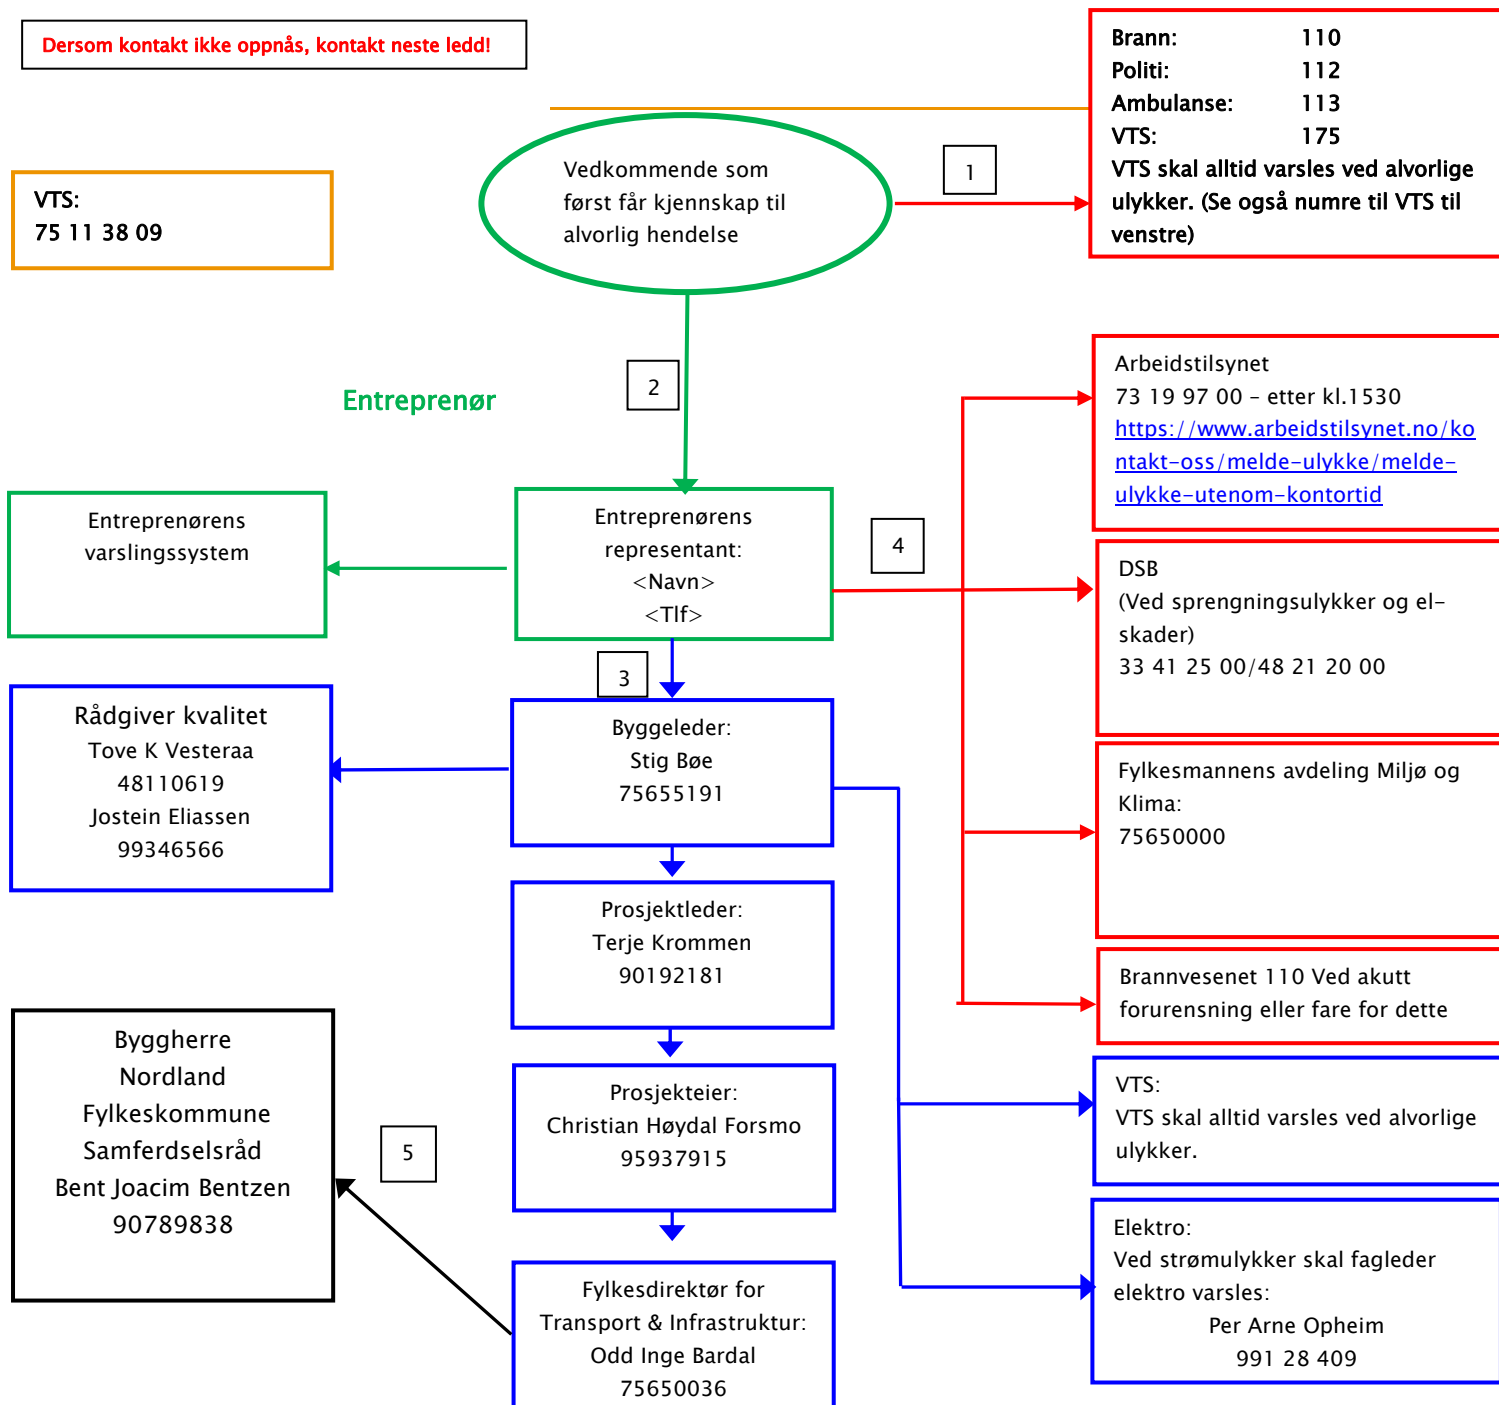 Dersom kontakt ikke oppnås, kontakt neste ledd!
Brann: 110
Politi: 112
Ambulanse: 113
VTS: 175
VTS skal alltid varsles ved alvorlige
ulykker. (Se også numre til VTS til
venstre)
VTS:
75 11 38 09
Vedkommende som
først får kjennskap til
alvorlig hendelse
1
2
Entreprenør
Arbeidstilsynet
73 19 97 00 – etter kl.1530
https://www.arbeidstilsynet.no/ko
ntakt-oss/melde-ulykke/melde-
ulykke-utenom-kontortid
Entreprenørens
varslingssystem
Entreprenørens
representant:
<Navn>
<Tlf>
4
DSB
(Ved sprengningsulykker og el-
skader)
33 41 25 00/48 21 20 00
3
Rådgiver kvalitet
Tove K Vesteraa
48110619
Jostein Eliassen
99346566
Byggeleder:
Stig Bøe
75655191
Fylkesmannens avdeling Miljø og
Klima:
75650000
Prosjektleder:
Terje Krommen
90192181
Brannvesenet 110 Ved akutt
forurensning eller fare for dette
Byggherre
Nordland
Fylkeskommune
Samferdselsråd
Bent Joacim Bentzen
90789838
5
Prosjekteier:
Christian Høydal Forsmo
95937915
VTS:
VTS skal alltid varsles ved alvorlige
ulykker.
Fylkesdirektør for
Transport & Infrastruktur:
Odd Inge Bardal
75650036
Elektro:
Ved strømulykker skal fagleder
elektro varsles:
Per Arne Opheim
991 28 409